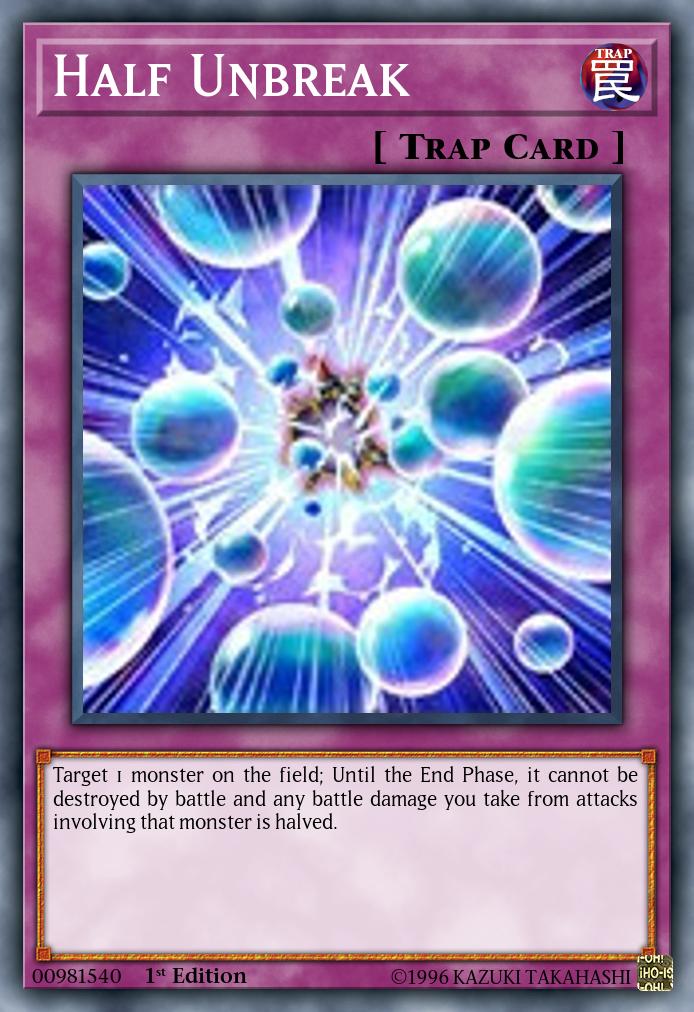 Half Unbreak
TRAP
罠
[ Trap Card ]
Target 1 monster on the field; Until the End Phase, it cannot be
destroyed by battle and any battle damage you take from attacks
involving that monster is halved.
00981540 1st Edition ©1996 KAZUKI TAKAHASHI